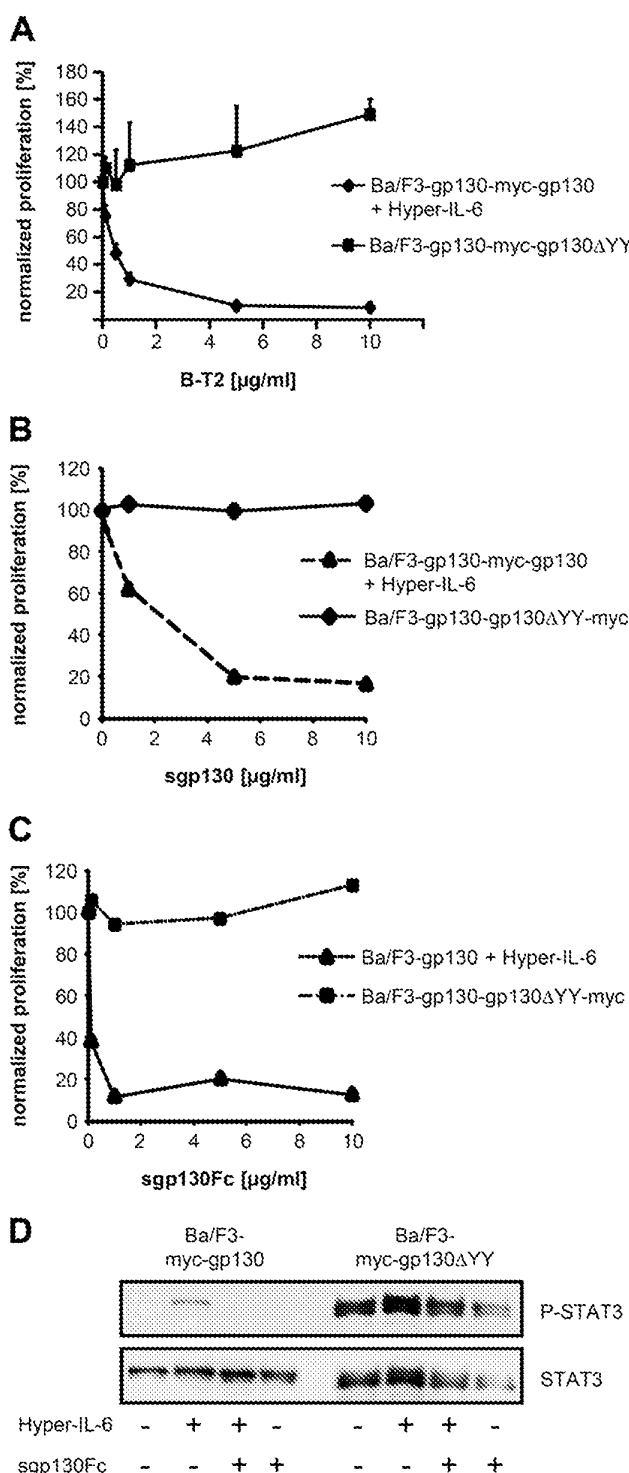 A
normalized proliferation [%]
180
160
140
120
100
80
60
40
20
0 2 4 6 8 10
B-T2 [µg/ml]
Ba/F3-gp130-myc-gp130
+ Hyper-IL-6
Ba/F3-gp130-myc-gp130ΔYY
B
normalized proliferation [%]
120
100
80
60
40
20
0
0 2 4 6 8 10
sgp130 [µg/ml]
Ba/F3-gp130-myc-gp130
+ Hyper-IL-6
Ba/F3-gp130-gp130ΔYY-myc
C
normalized proliferation [%]
120
100
80
60
40
20
0
0 2 4 6 8 10
sgp130Fc [µg/ml]
Ba/F3-gp130 + Hyper-IL-6
Ba/F3-gp130-gp130ΔYY-myc
D
Ba/F3-
myc-gp130
Ba/F3-
myc-gp130ΔYY
P-STAT3
STAT3
Hyper-IL-6 - + + - - + + -
sgp130Fc - - + + - - + +